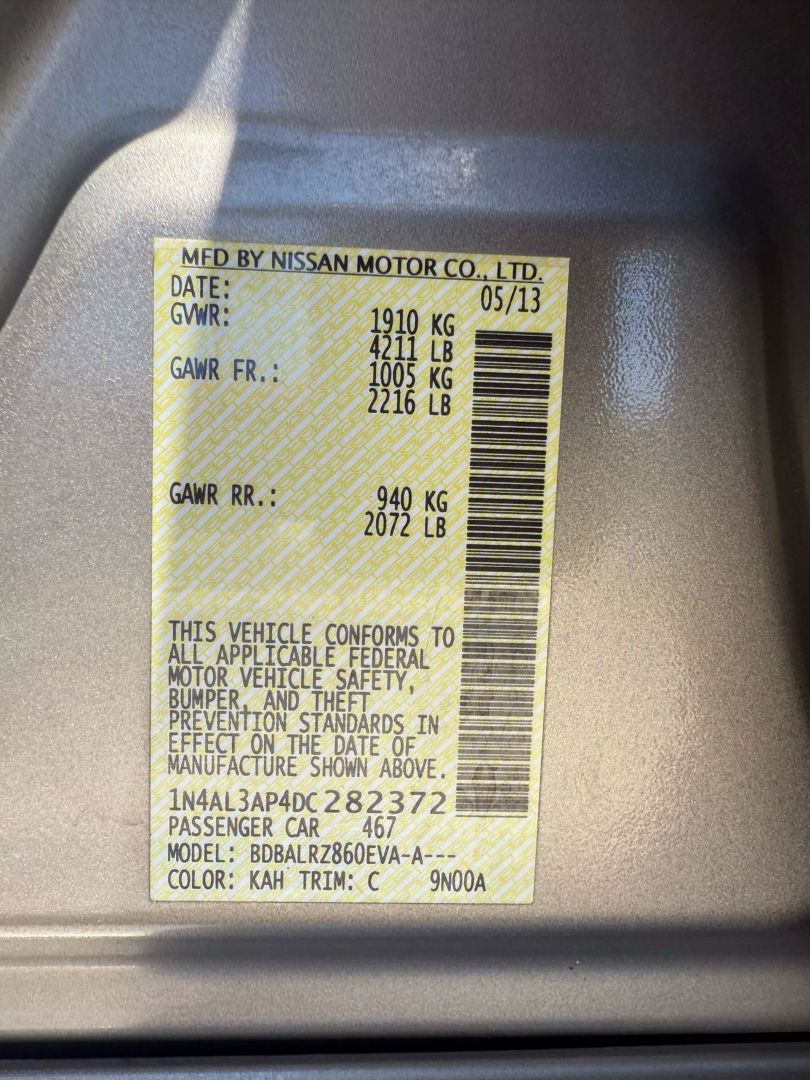 MFD BY NISSAN MOTOR CO., LTD.
DATE: 05/13
GVWR: 1910 KG
4211 LB
GAWR FR.: 1005 KG
2216 LB
GAWR RR.: 940 KG
2072 LB
THIS VEHICLE CONFORMS TO
ALL APPLICABLE FEDERAL
MOTOR VEHICLE SAFETY,
BUMPER, AND THEFT
PREVENTION STANDARDS IN
EFFECT ON THE DATE OF
MANUFACTURE SHOWN ABOVE.
1N4AL3AP4DC282372
PASSENGER CAR 467
MODEL: BDBALRZ860EVA-A---
COLOR: KAH TRIM: C 9N00A